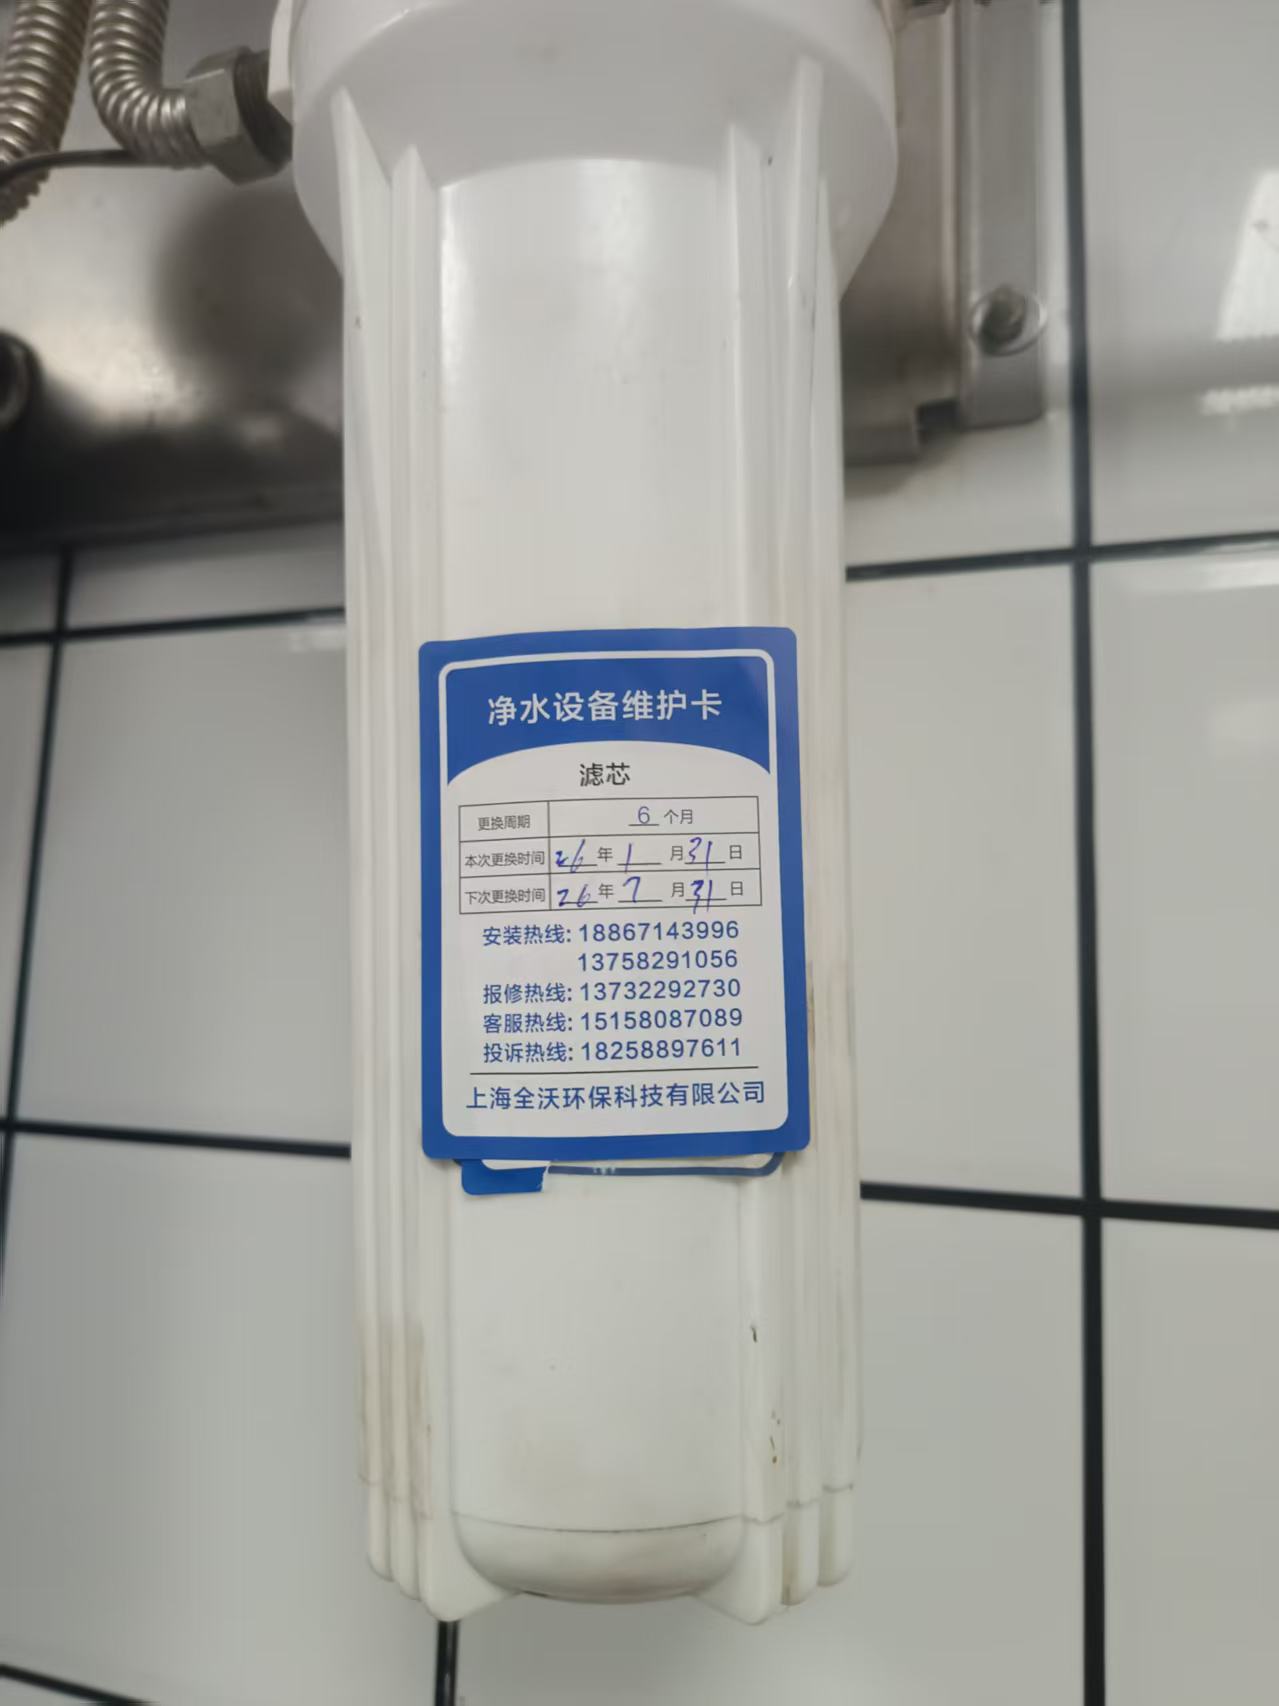 净水设备维护卡
滤芯
更换周期 6 个月
本次更换时间 26 年 1 月 31 日
下次更换时间 26 年 7 月 31 日
安装热线: 18867143996
13758291056
报修热线: 13732292730
客服热线: 15158087089
投诉热线: 18258897611
上海全沃环保科技有限公司